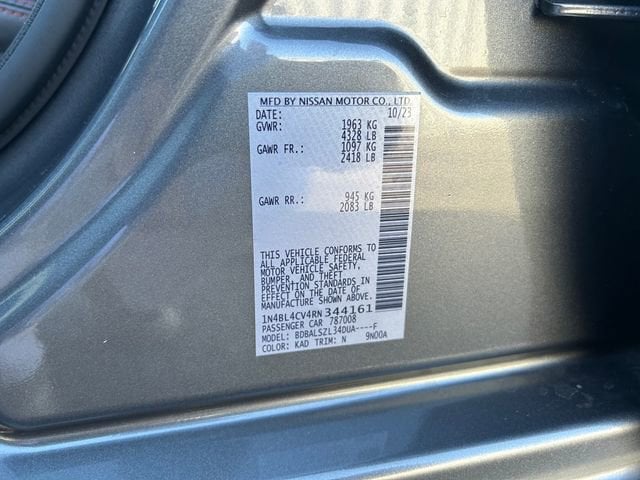 MFD BY NISSAN MOTOR CO., LTD
DATE: 10/23
GVWR: 1963 KG
4328 LB
GAWR FR.: 1097 KG
2418 LB
GAWR RR.: 945 KG
2083 LB
THIS VEHICLE CONFORMS TO
ALL APPLICABLE FEDERAL
MOTOR VEHICLE SAFETY,
BUMPER, AND THEFT
PREVENTION STANDARDS IN
EFFECT ON THE DATE OF
MANUFACTURE SHOWN ABOVE.
1N4BL4CV4RN344161
PASSENGER CAR 787008
MODEL: BDBALSZL34DUA----F
COLOR: KAD TRIM: N 9N00A